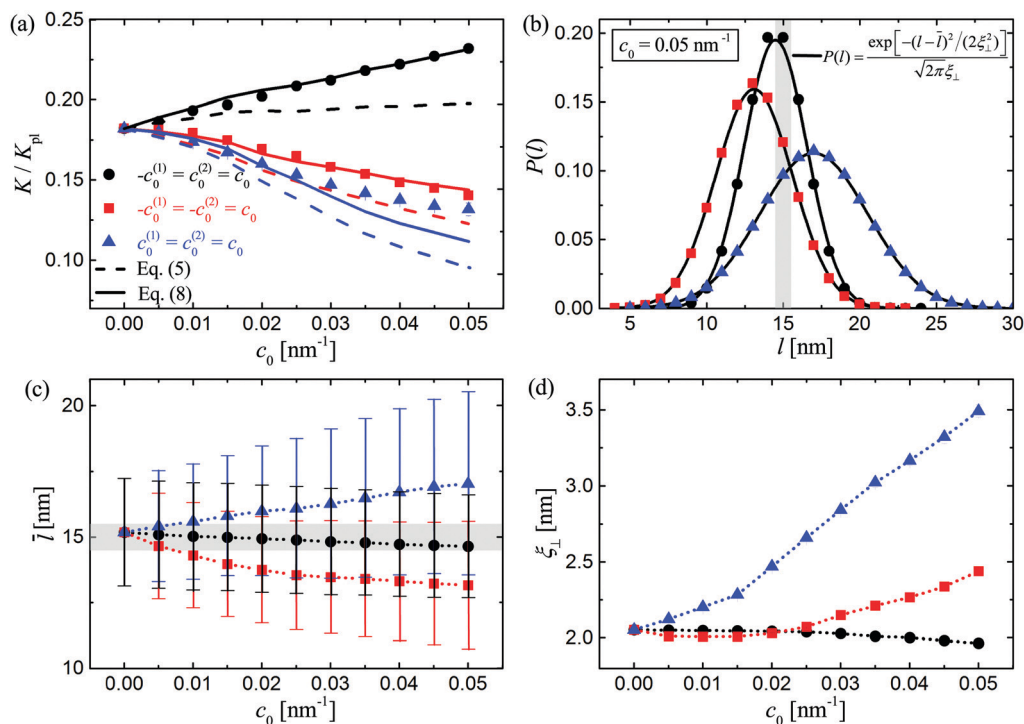 (a)
K / K_pl
0.25
0.20
0.15
0.10
-c_0^(1) = c_0^(2) = c_0
-c_0^(1) = -c_0^(2) = c_0
c_0^(1) = c_0^(2) = c_0
Eq. (5)
Eq. (8)
0.00 0.01 0.02 0.03 0.04 0.05
c_0 [nm^-1]
(b)
P(l)
0.20
0.15
0.10
0.05
0.00
c_0 = 0.05 nm^-1
P(l) = exp[-(l - l̄)^2/(2ξ_⊥^2)] / √2π ξ_⊥
5 10 15 20 25 30
l [nm]
(c)
l̄ [nm]
20
15
10
0.00 0.01 0.02 0.03 0.04 0.05
c_0 [nm^-1]
(d)
ξ_⊥ [nm]
3.5
3.0
2.5
2.0
0.00 0.01 0.02 0.03 0.04 0.05
c_0 [nm^-1]